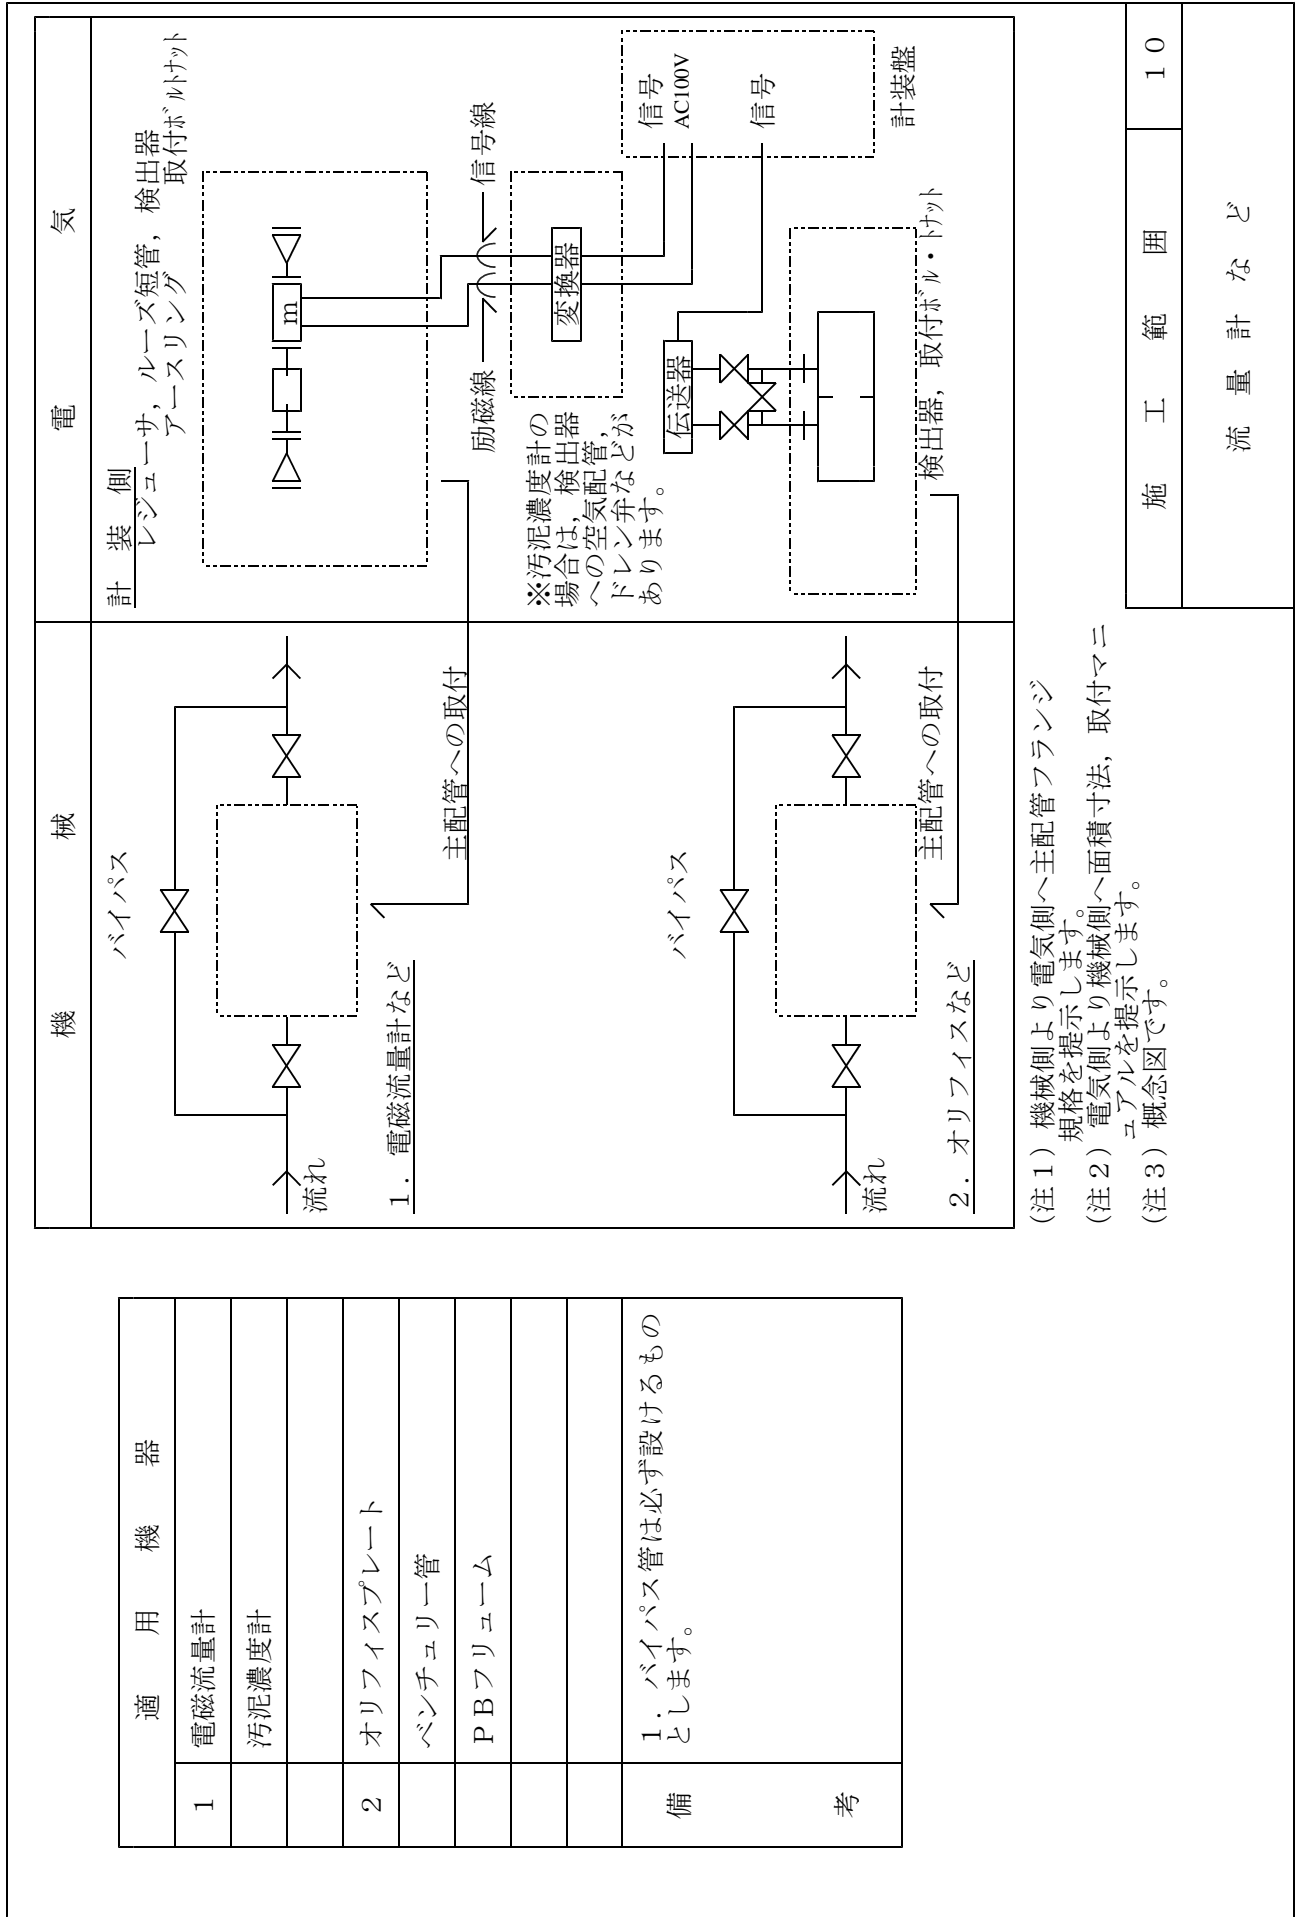 適 用 機 器
1 電磁流量計
汚泥濃度計
2 オリフィスプレート
ベンチュリー管
PBフリューム
備 考
1．バイパス管は必ず設けるもの
とします。
機 械
電 気
バイパス
流れ
1．電磁流量計など
主配管への取付
バイパス
流れ
2．オリフィスなど
主配管への取付
計 装 側
レジューサ，ルーズ短管，検出器
アースリング 取付ボルトナット
m
励磁線
信号線
変換器
※汚泥濃度計の
場合は，検出器
への空気配管，
ドレン弁などが
あります。
伝送器
検出器，取付ボル・トナット
信号
AC100V
信号
計装盤
(注1) 機械側より電気側へ主配管フランジ
規格を提示します。
(注2) 電気側より機械側へ面積寸法，取付マニ
ュアルを提示します。
(注3) 概念図です。
施 工 範 囲
10
流 量 計 な ど